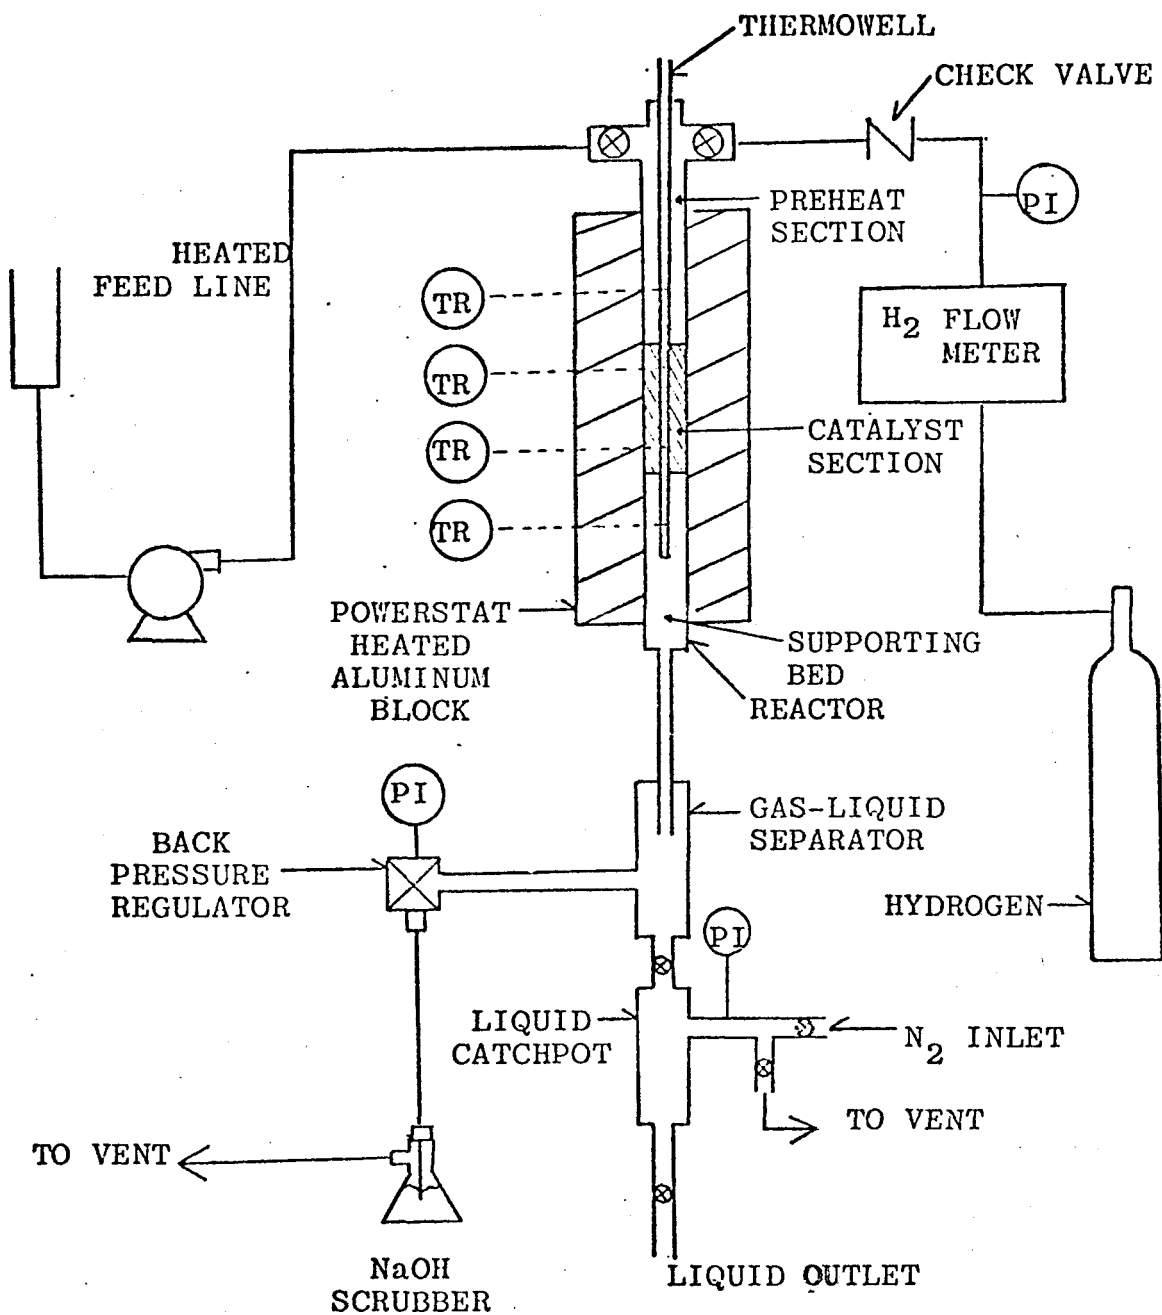 THERMOWELL
CHECK VALVE
PREHEAT
SECTION
PI
HEATED
FEED LINE
TR
H2 FLOW
METER
TR
CATALYST
SECTION
TR
TR
POWERSTAT
HEATED
ALUMINUM
BLOCK
SUPPORTING
BED
REACTOR
PI
GAS-LIQUID
SEPARATOR
BACK
PRESSURE
REGULATOR
HYDROGEN
PI
LIQUID
CATCHPOT
N2 INLET
TO VENT
TO VENT
NaOH
SCRUBBER
LIQUID OUTLET